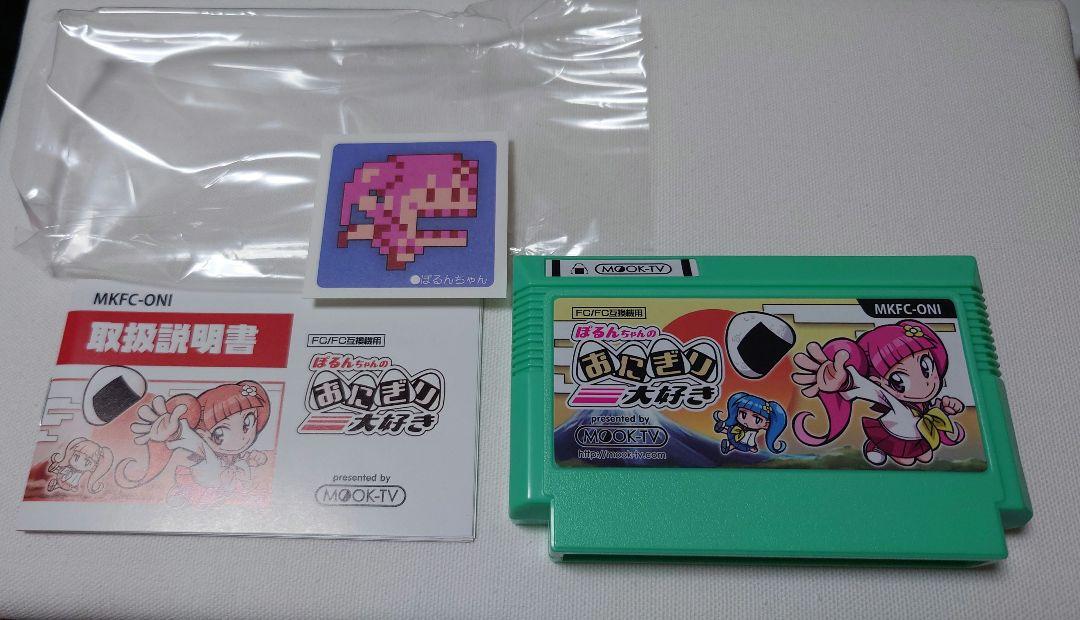 ●ぱるんちゃん
MKFC-ONI
取扱説明書
FC/FC互換機用
ぱるんちゃんの
おにぎり
大好き
presented by
MOOK-TV
MOOK-TV
MKFC-ONI
FC/FC互換機用
ぱるんちゃんの
おにぎり
大好き
presented by
MOOK-TV
http://mook-tv.com